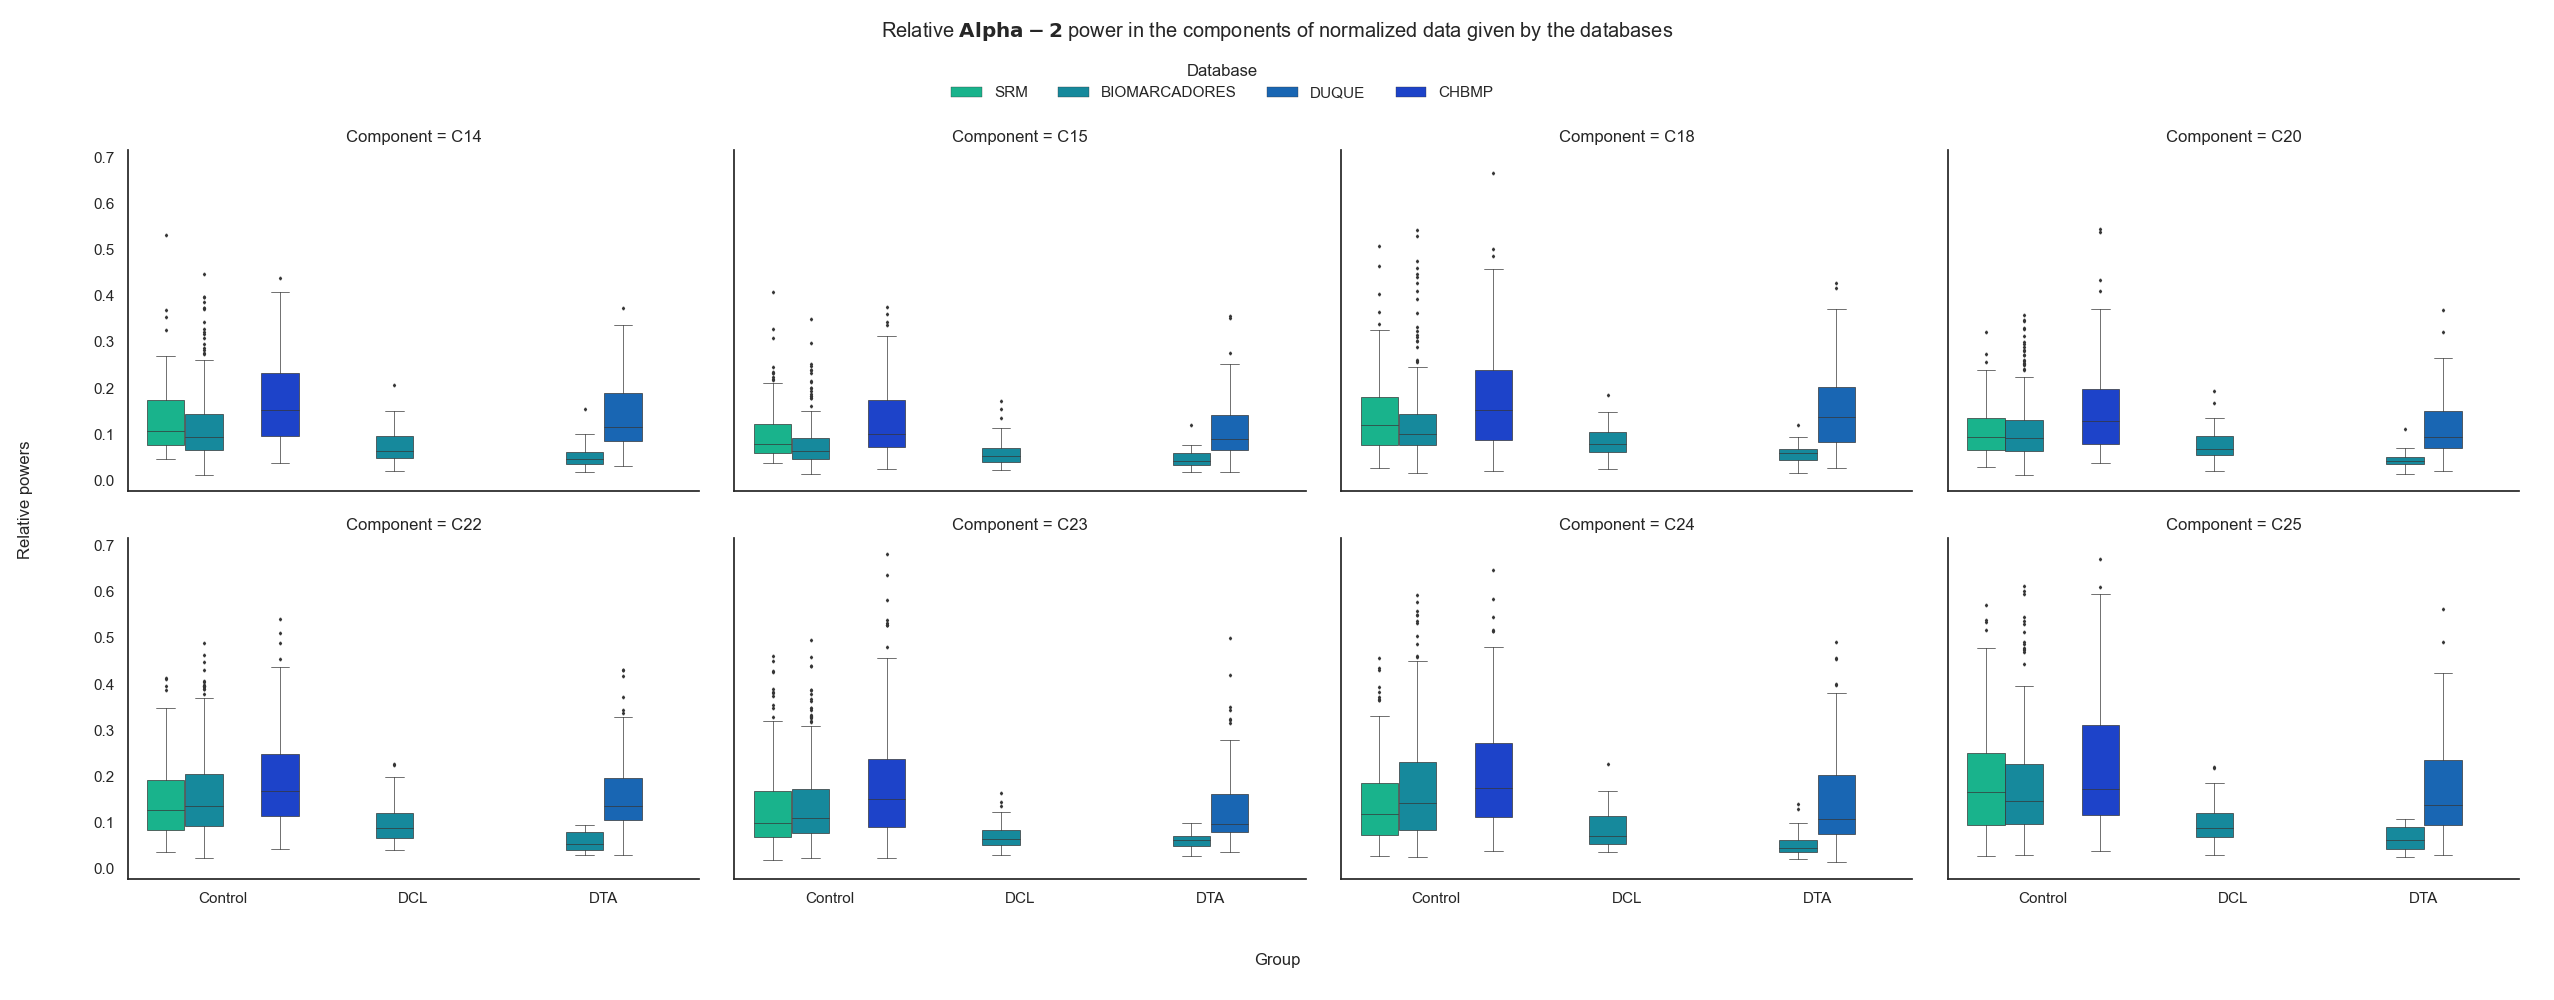 Relative Alpha − 2 power in the components of normalized data given by the databases
Database
SRM BIOMARCADORES DUQUE CHBMP
Component = C14 Component = C15 Component = C18 Component = C20
0.7
0.6
0.5
0.4
0.3
0.2
0.1
0.0
Relative powers
Component = C22 Component = C23 Component = C24 Component = C25
0.7
0.6
0.5
0.4
0.3
0.2
0.1
0.0
Control DCL DTA Control DCL DTA Control DCL DTA Control DCL DTA
Group